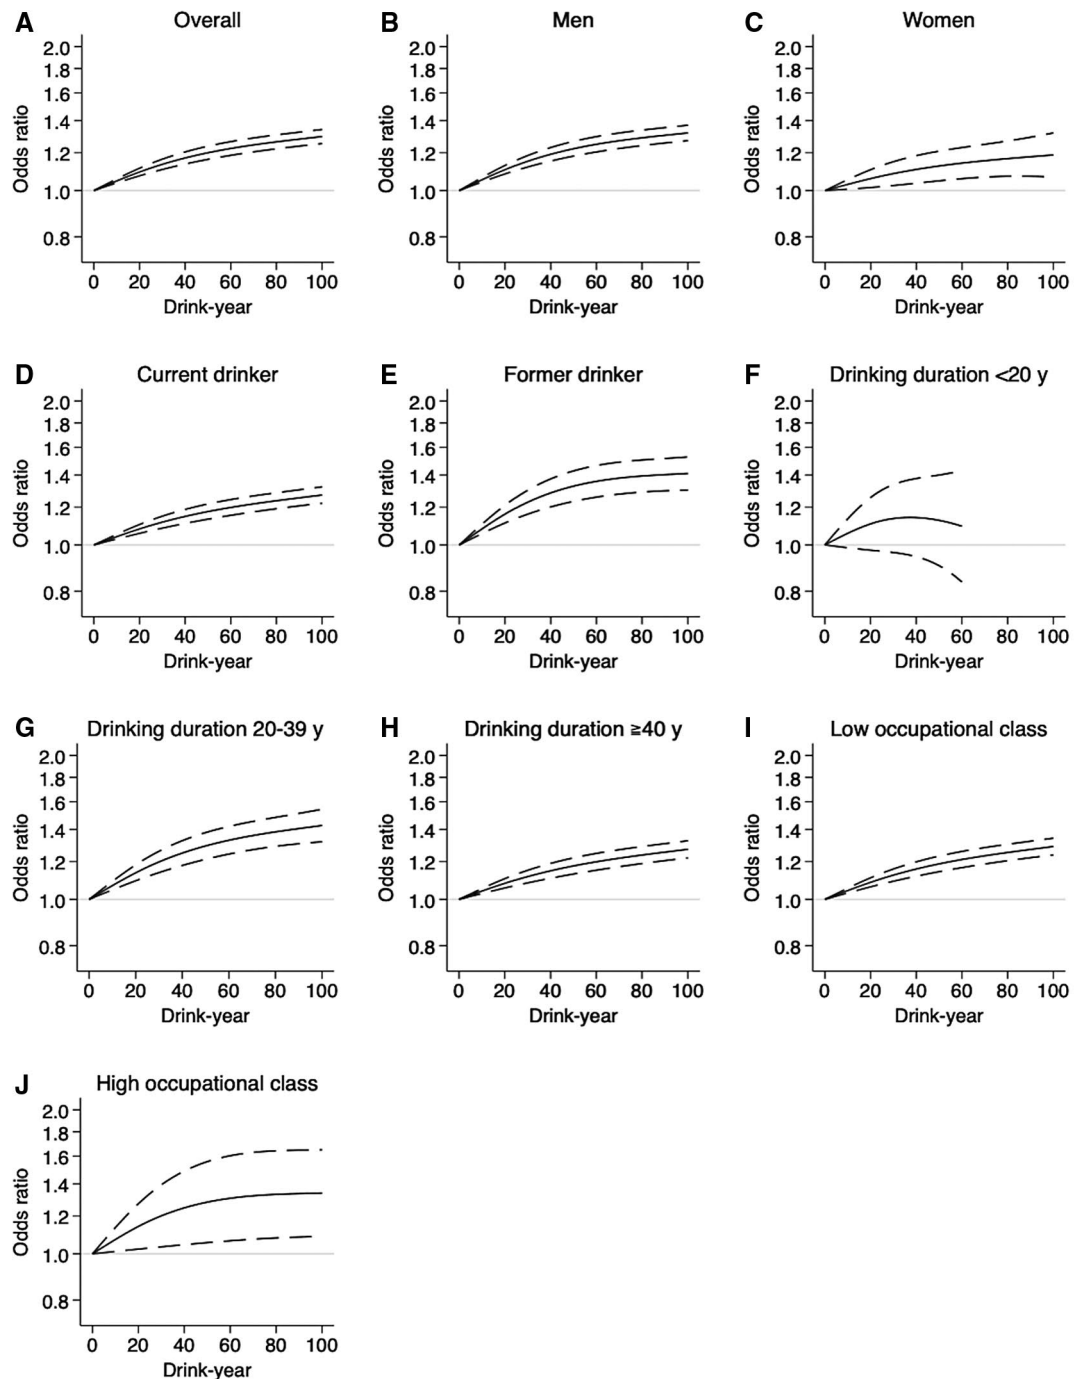 A Overall
Odds ratio
2.0
1.8
1.6
1.4
1.2
1.0
0.8
0 20 40 60 80 100
Drink-year
B Men
Odds ratio
2.0
1.8
1.6
1.4
1.2
1.0
0.8
0 20 40 60 80 100
Drink-year
C Women
Odds ratio
2.0
1.8
1.6
1.4
1.2
1.0
0.8
0 20 40 60 80 100
Drink-year
D Current drinker
Odds ratio
2.0
1.8
1.6
1.4
1.2
1.0
0.8
0 20 40 60 80 100
Drink-year
E Former drinker
Odds ratio
2.0
1.8
1.6
1.4
1.2
1.0
0.8
0 20 40 60 80 100
Drink-year
F Drinking duration <20 y
Odds ratio
2.0
1.8
1.6
1.4
1.2
1.0
0.8
0 20 40 60 80 100
Drink-year
G Drinking duration 20-39 y
Odds ratio
2.0
1.8
1.6
1.4
1.2
1.0
0.8
0 20 40 60 80 100
Drink-year
H Drinking duration ≧40 y
Odds ratio
2.0
1.8
1.6
1.4
1.2
1.0
0.8
0 20 40 60 80 100
Drink-year
I Low occupational class
Odds ratio
2.0
1.8
1.6
1.4
1.2
1.0
0.8
0 20 40 60 80 100
Drink-year
J High occupational class
Odds ratio
2.0
1.8
1.6
1.4
1.2
1.0
0.8
0 20 40 60 80 100
Drink-year